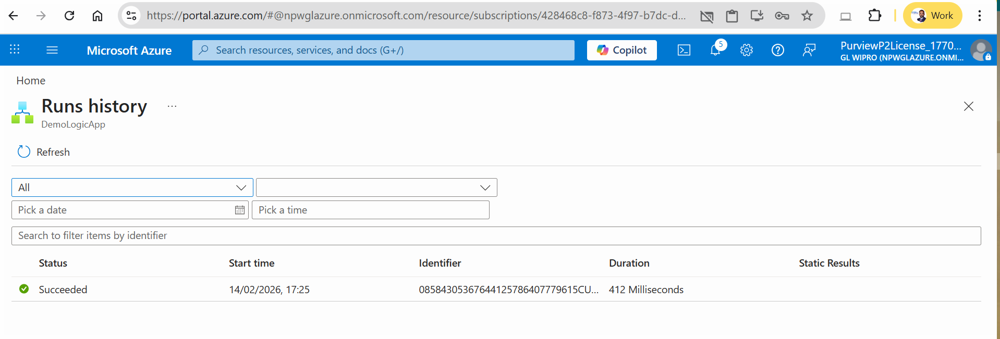 https://portal.azure.com/#@npwglazure.onmicrosoft.com/resource/subscriptions/428468c8-f873-4f97-b7dc-d...
Work
Microsoft Azure
Search resources, services, and docs (G+/)
Copilot
5
PurviewP2License_1770...
GL WIPRO (NPWGLAZURE.ONMI...
Home
Runs history
...
DemoLogicApp
Refresh
All
Pick a date
Pick a time
Search to filter items by identifier
Status Start time Identifier Duration Static Results
Succeeded 14/02/2026, 17:25 08584305367644125786407779615CU... 412 Milliseconds